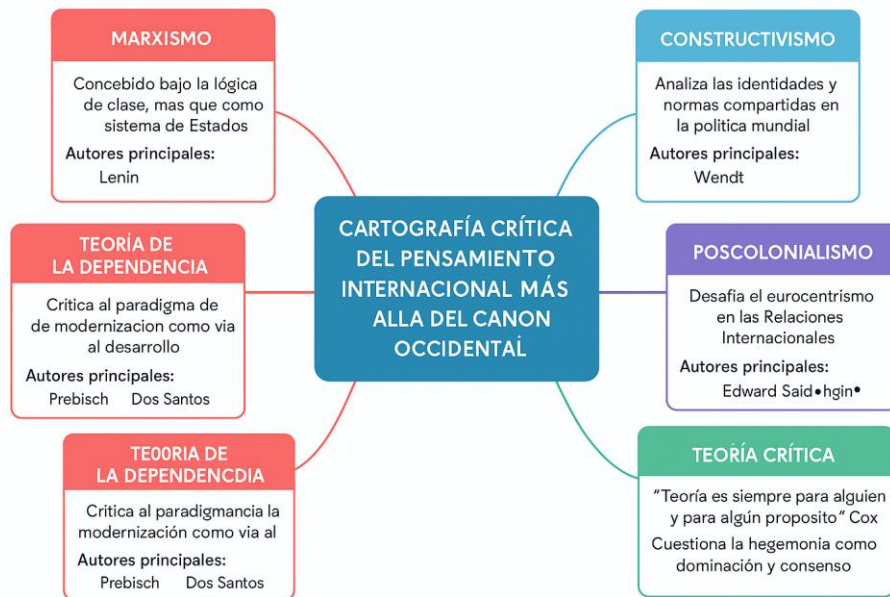 MARXISMO
Concebido bajo la lógica
de clase, mas que como
sistema de Estados
Autores principales:
Lenin
TEORÍA DE
LA DEPENDENCIA
Critica al paradigma de
de modernizacion como via
al desarrollo
Autores principales:
Prebisch Dos Santos
TE00RIA DE
LA DEPENDENCDIA
Critica al paradigmancia la
modernización como via al
Autores principales:
Prebisch Dos Santos
CARTOGRAFÍA CRÍTICA
DEL PENSAMIENTO
INTERNACIONAL MÁS
ALLA DEL CANON
OCCIDENTAL
CONSTRUCTIVISMO
Analiza las identidades y
normas compartidas en
la politica mundial
Autores principales:
Wendt
POSCOLONIALISMO
Desafia el eurocentrismo
en las Relaciones
Internacionales
Autores principales:
Edward Said•hgin•
TEORÍA CRÍTICA
“Teoría es siempre para alguien
y para algún proposito” Cox
Cuestiona la hegemonia como
dominación y consenso